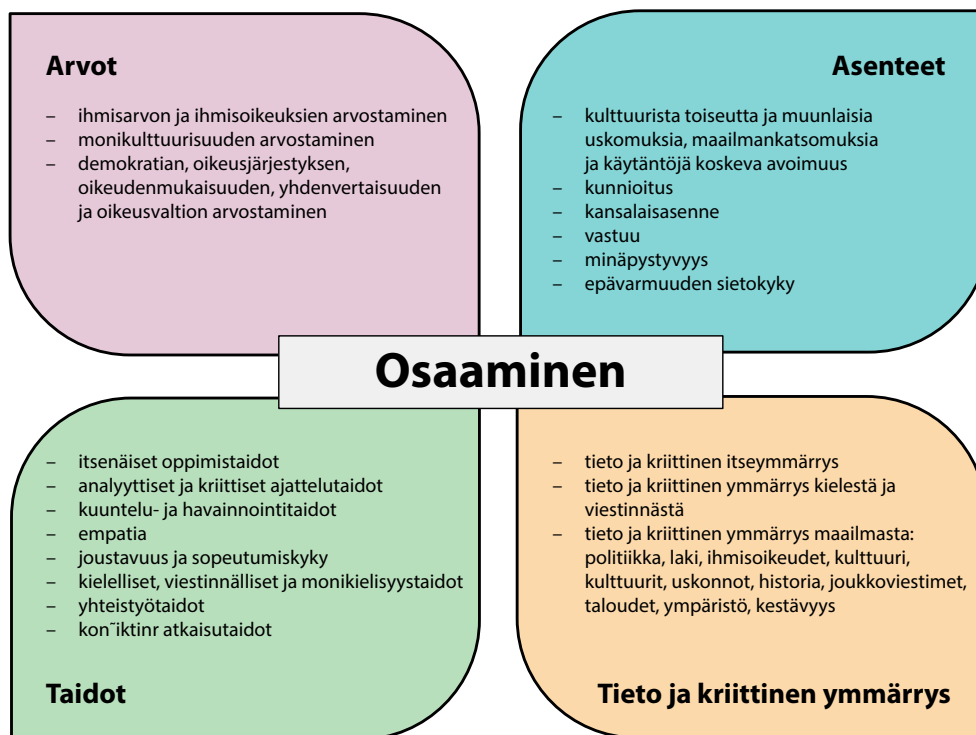 Arvot
– ihmisarvon ja ihmisoikeuksien arvostaminen
– monikulttuurisuuden arvostaminen
– demokratian, oikeusjärjestyksen,
oikeudenmukaisuuden, yhdenvertaisuuden
ja oikeusvaltion arvostaminen
Asenteet
– kulttuurista toiseutta ja muunlaisia
uskomuksia, maailmankatsomuksia
ja käytäntöjä koskeva avoimuus
– kunnioitus
– kansalaisasenne
– vastuu
– minäpystyvyys
– epävarmuuden sietokyky
Osaaminen
– itsenäiset oppimistaidot
– analyyttiset ja kriittiset ajattelutaidot
– kuuntelu- ja havainnointitaidot
– empatia
– joustavuus ja sopeutumiskyky
– kielelliset, viestinnälliset ja monikielisyystaidot
– yhteistyötaidot
– kon˜iktinr atkaisutaidot
Taidot
– tieto ja kriittinen itseymmärrys
– tieto ja kriittinen ymmärrys kielestä ja
viestinnästä
– tieto ja kriittinen ymmärrys maailmasta:
politiikka, laki, ihmisoikeudet, kulttuuri,
kulttuurit, uskonnot, historia, joukkoviestimet,
taloudet, ympäristö, kestävyys
Tieto ja kriittinen ymmärrys